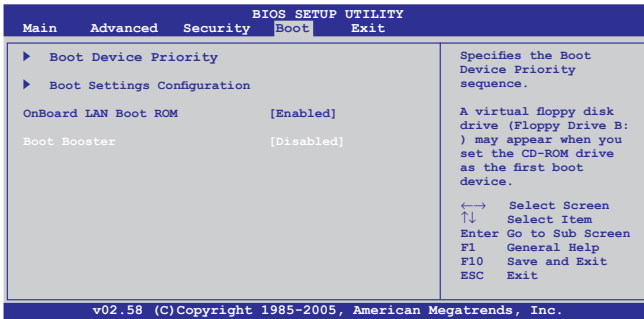 BIOS SETUP UTILITY
Main Advanced Security Boot Exit
Boot Device Priority
Boot Settings Configuration
OnBoard LAN Boot ROM [Enabled]
Boot Booster [Disabled]
Specifies the Boot
Device Priority
sequence.
A virtual floppy disk
drive (Floppy Drive B:
) may appear when you
set the CD-ROM drive
as the first boot
device.
←→ Select Screen
↑↓ Select Item
Enter Go to Sub Screen
F1 General Help
F10 Save and Exit
ESC Exit
v02.58 (C)Copyright 1985-2005, American Megatrends, Inc.